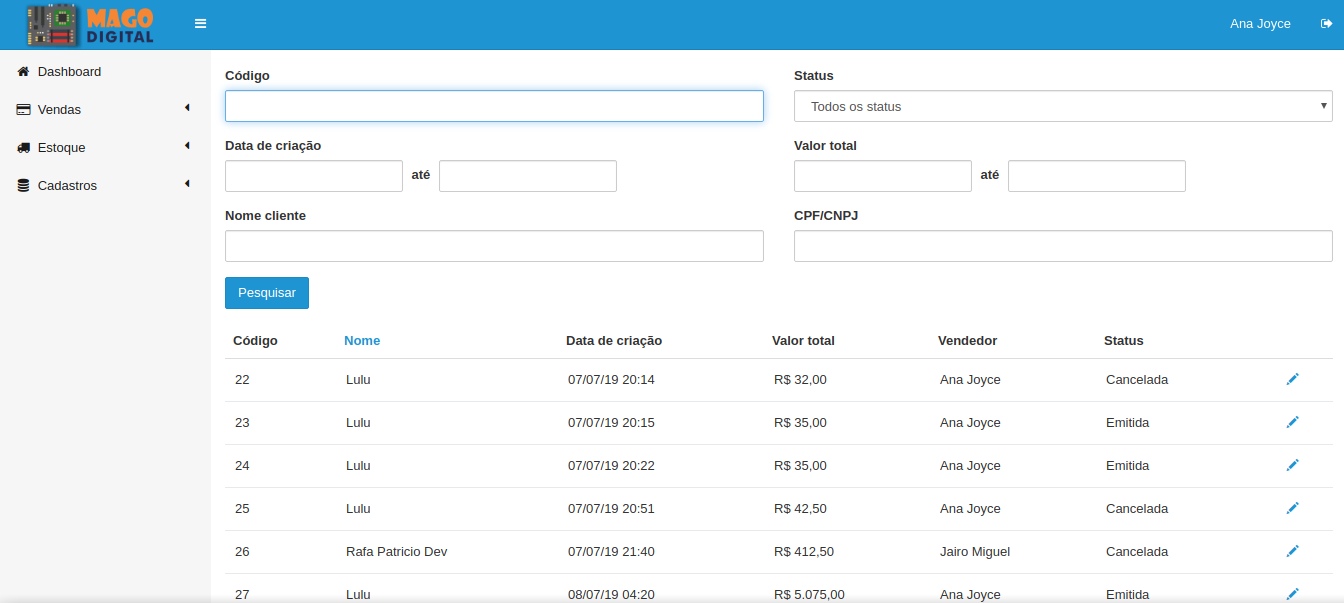 MAGO
DIGITAL
Ana Joyce
Dashboard
Vendas
Estoque
Cadastros
Código
Status
Todos os status
Data de criação
até
Valor total
até
Nome cliente
CPF/CNPJ
Pesquisar
Código Nome Data de criação Valor total Vendedor Status
22 Lulu 07/07/19 20:14 R$ 32,00 Ana Joyce Cancelada
23 Lulu 07/07/19 20:15 R$ 35,00 Ana Joyce Emitida
24 Lulu 07/07/19 20:22 R$ 35,00 Ana Joyce Emitida
25 Lulu 07/07/19 20:51 R$ 42,50 Ana Joyce Cancelada
26 Rafa Patricio Dev 07/07/19 21:40 R$ 412,50 Jairo Miguel Cancelada
27 Lulu 08/07/19 04:20 R$ 5.075,00 Ana Joyce Emitida